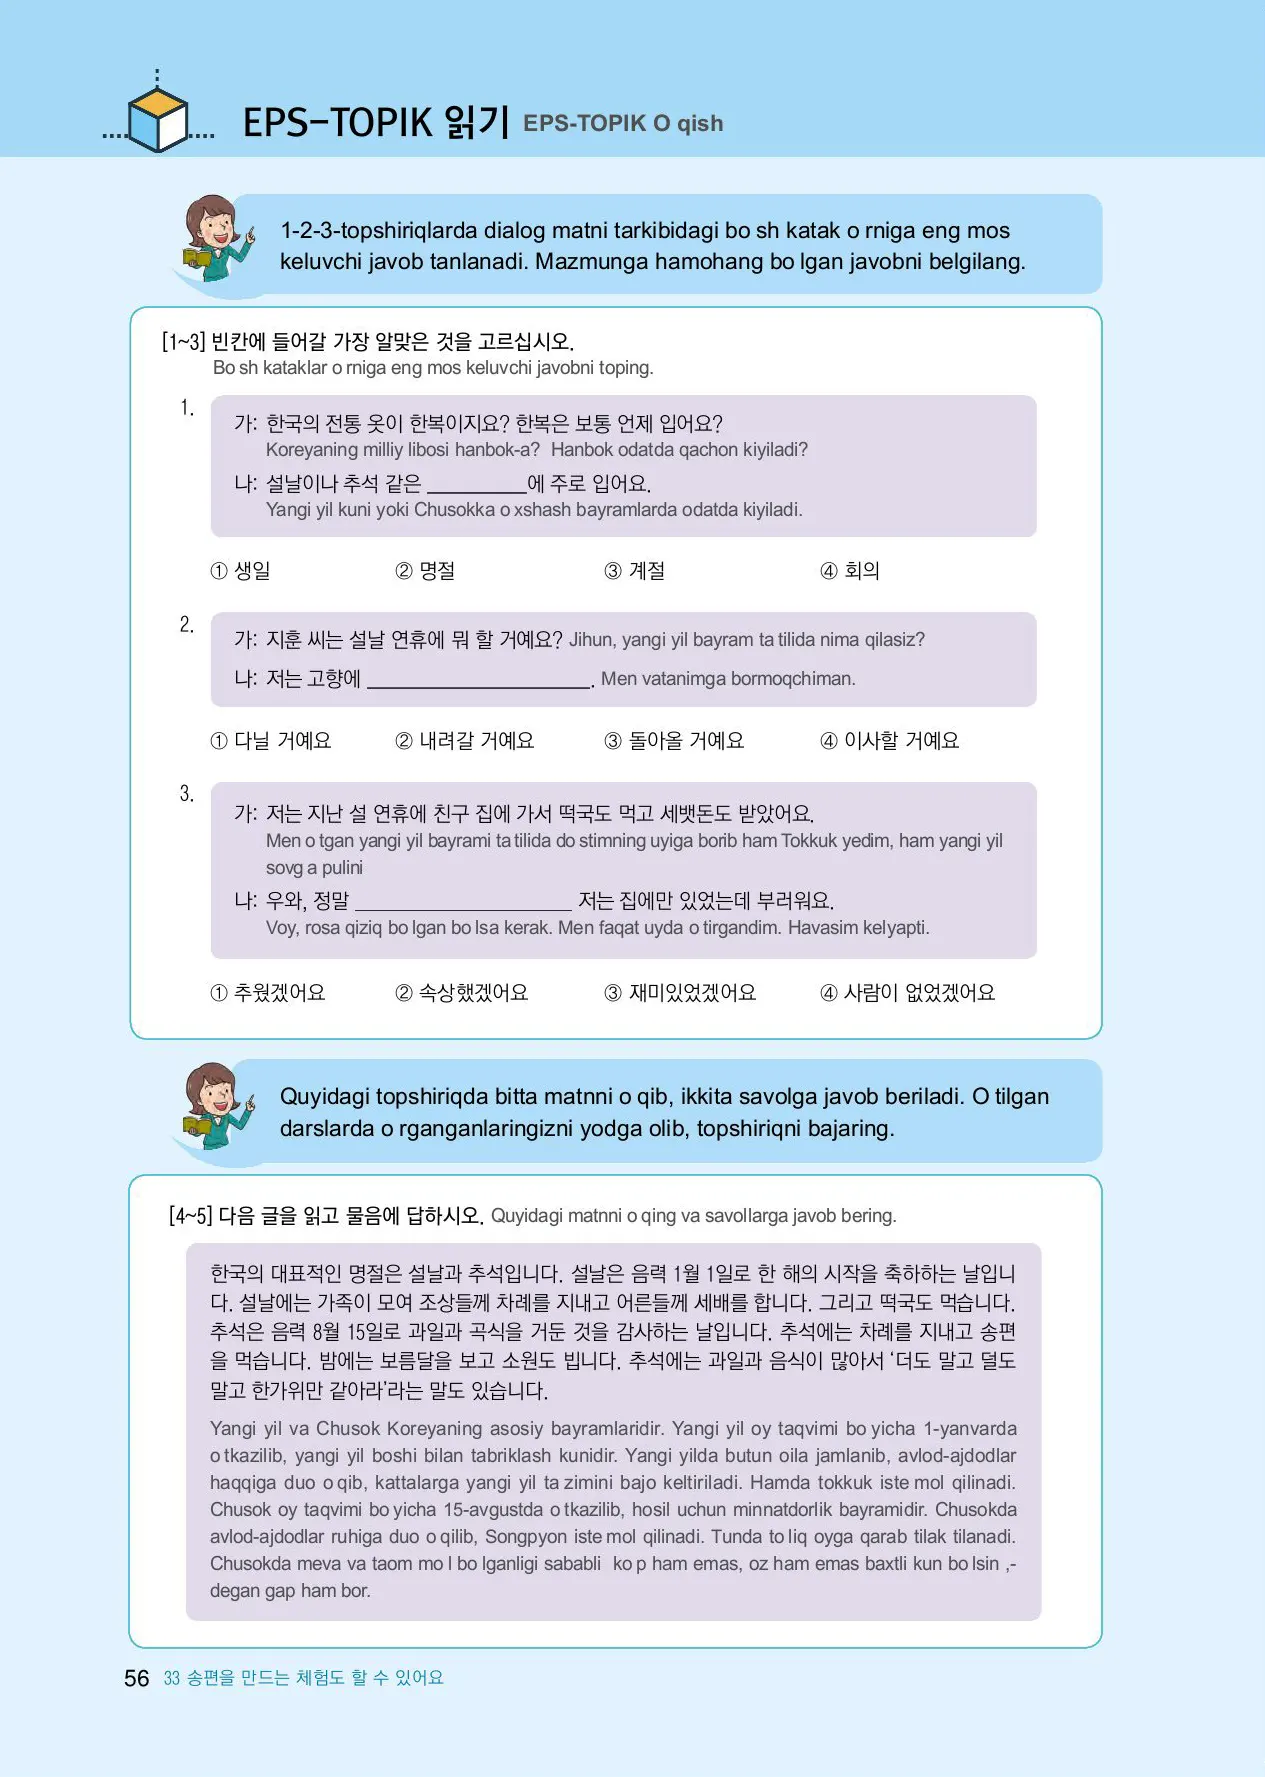 EPS-TOPIK 읽기 EPS-TOPIK O qish
1-2-3-topshiriqlarda dialog matni tarkibidagi bo sh katak o rniga eng mos
keluvchi javob tanlanadi. Mazmunga hamohang bo lgan javobni belgilang.
[1~3] 빈칸에 들어갈 가장 알맞은 것을 고르십시오.
Bo sh kataklar o rniga eng mos keluvchi javobni toping.
1.
가: 한국의 전통 옷이 한복이지요? 한복은 보통 언제 입어요?
Koreyaning milliy libosi hanbok-a? Hanbok odatda qachon kiyiladi?
나: 설날이나 추석 같은 __________에 주로 입어요.
Yangi yil kuni yoki Chusokka o xshash bayramlarda odatda kiyiladi.
① 생일 ② 명절 ③ 계절 ④ 회의
2.
가: 지훈 씨는 설날 연휴에 뭐 할 거예요? Jihun, yangi yil bayram ta tilida nima qilasiz?
나: 저는 고향에 ______________________. Men vatanimga bormoqchiman.
① 다닐 거예요 ② 내려갈 거예요 ③ 돌아올 거예요 ④ 이사할 거예요
3.
가: 저는 지난 설 연휴에 친구 집에 가서 떡국도 먹고 세뱃돈도 받았어요.
Men o tgan yangi yil bayrami ta tilida do stimning uyiga borib ham Tokkuk yedim, ham yangi yil
sovg a pulini
나: 우와, 정말 ______________________ 저는 집에만 있었는데 부러워요.
Voy, rosa qiziq bo lgan bo lsa kerak. Men faqat uyda o tirgandim. Havasim kelyapti.
① 추웠겠어요 ② 속상했겠어요 ③ 재미있었겠어요 ④ 사람이 없었겠어요
Quyidagi topshiriqda bitta matnni o qib, ikkita savolga javob beriladi. O tilgan
darslarda o rganganlaringizni yodga olib, topshiriqni bajaring.
[4~5] 다음 글을 읽고 물음에 답하시오. Quyidagi matnni o qing va savollarga javob bering.
한국의 대표적인 명절은 설날과 추석입니다. 설날은 음력 1월 1일로 한 해의 시작을 축하하는 날입니
다. 설날에는 가족이 모여 조상들께 차례를 지내고 어른들께 세배를 합니다. 그리고 떡국도 먹습니다.
추석은 음력 8월 15일로 과일과 곡식을 거둔 것을 감사하는 날입니다. 추석에는 차례를 지내고 송편
을 먹습니다. 밤에는 보름달을 보고 소원도 빕니다. 추석에는 과일과 음식이 많아서 ‘더도 말고 덜도
말고 한가위만 같아라’라는 말도 있습니다.
Yangi yil va Chusok Koreyaning asosiy bayramlaridir. Yangi yil oy taqvimi bo yicha 1-yanvarda
o tkazilib, yangi yil boshi bilan tabriklash kunidir. Yangi yilda butun oila jamlanib, avlod-ajdodlar
haqqiga duo o qib, kattalarga yangi yil ta zimini bajo keltiriladi. Hamda tokkuk iste mol qilinadi.
Chusok oy taqvimi bo yicha 15-avgustda o tkazilib, hosil uchun minnatdorlik bayramidir. Chusokda
avlod-ajdodlar ruhiga duo o qilib, Songpyon iste mol qilinadi. Tunda to liq oyga qarab tilak tilanadi.
Chusokda meva va taom mo l bo lganligi sababli ko p ham emas, oz ham emas baxtli kun bo lsin ,-
degan gap ham bor.
56 33 송편을 만드는 체험도 할 수 있어요